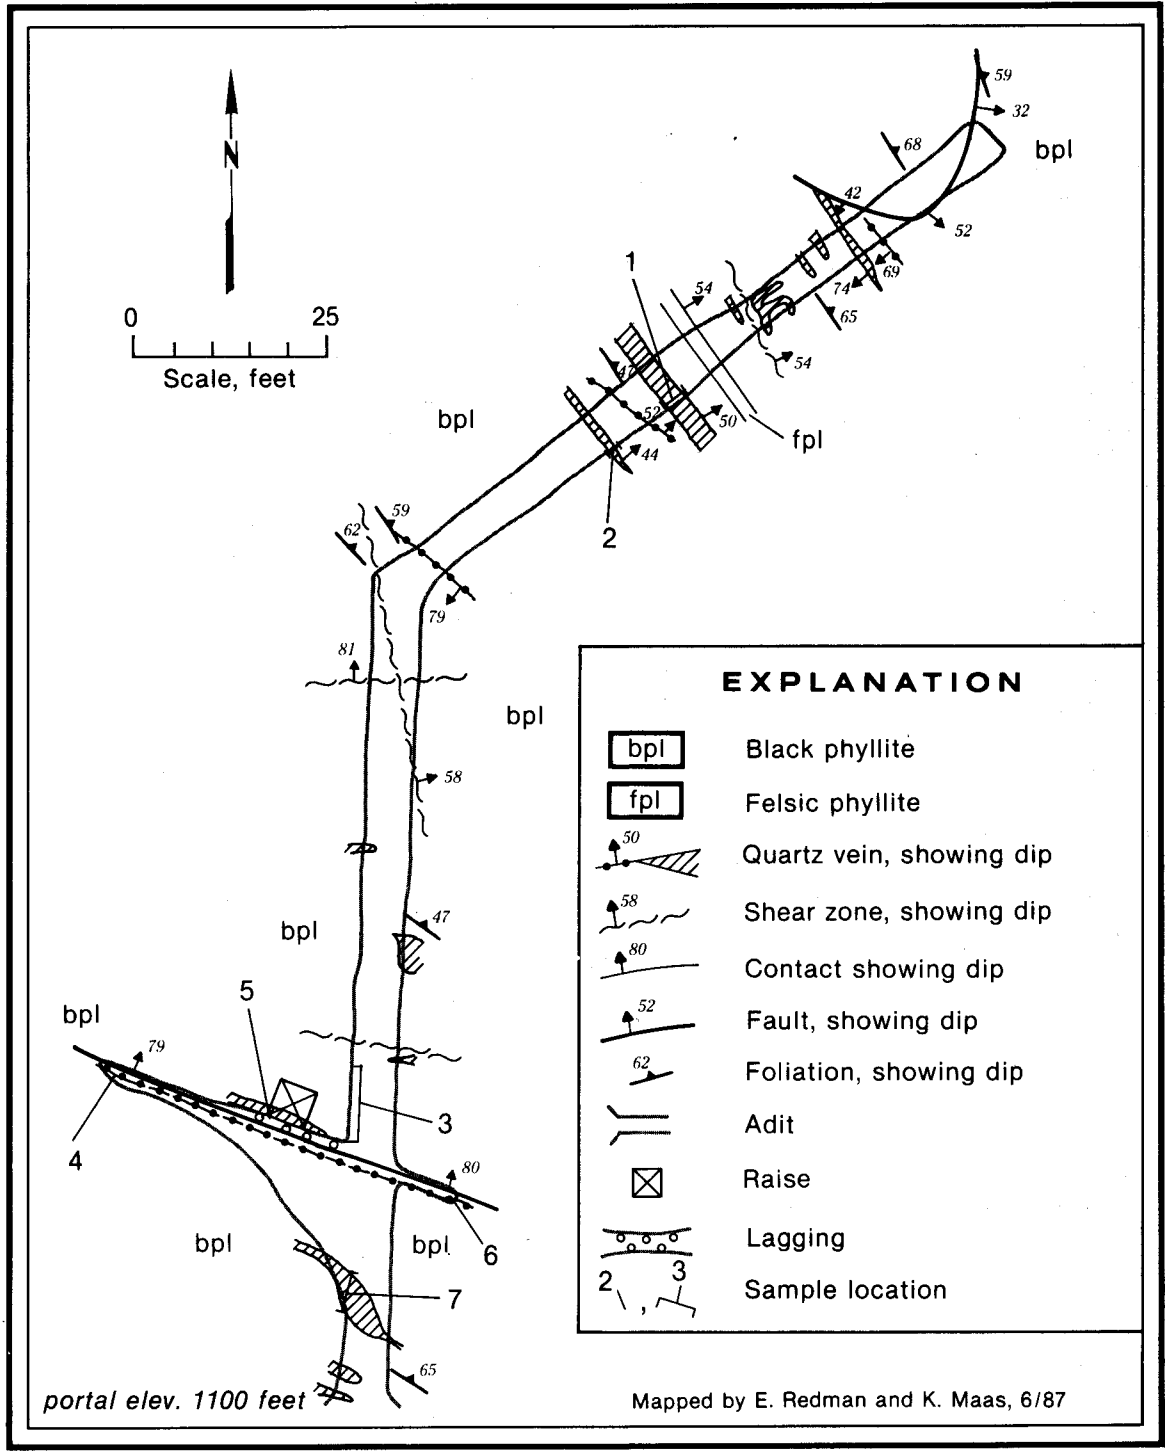 59
32
bpl
68
42
52
N
1
69
74
54
65
0 25
Scale, feet
54
47
bpl
52
50
fpl
44
2
59
62
79
81
bpl
58
EXPLANATION
bpl Black phyllite
fpl Felsic phyllite
50 Quartz vein, showing dip
58 Shear zone, showing dip
80 Contact showing dip
52 Fault, showing dip
62 Foliation, showing dip
Adit
Raise
Lagging
2 , 3 Sample location
47
bpl
5
bpl
79
3
4
80
bpl
bpl
6
7
65
portal elev. 1100 feet
Mapped by E. Redman and K. Maas, 6/87